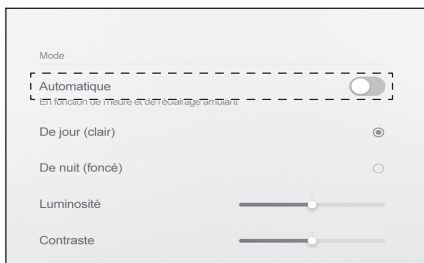 Mode
Automatique
En fonction de l'heure et de l'éclairage ambiant
De jour (clair)
De nuit (foncé)
Luminosité
Contraste